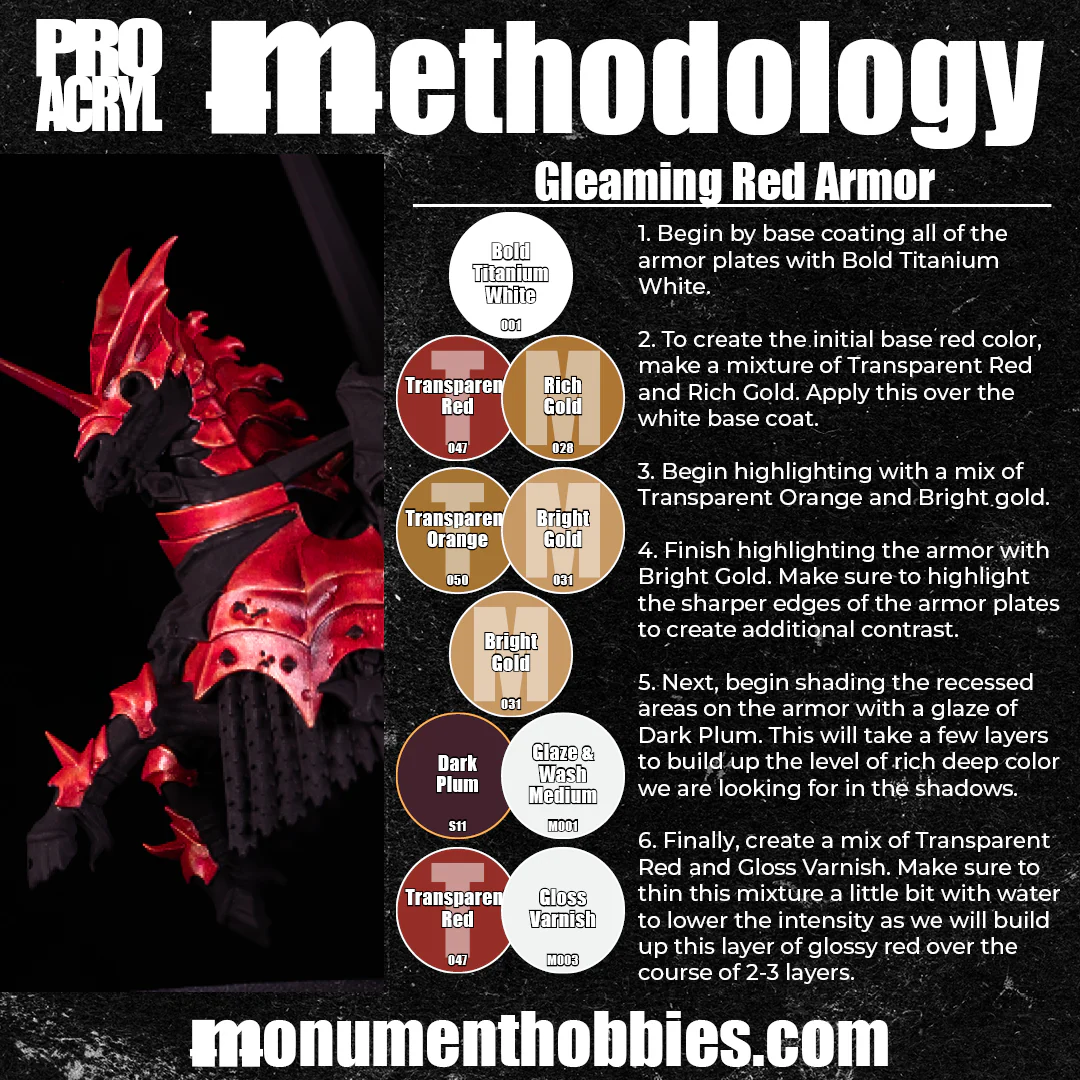 PRO
ACRYL
methodology
Gleaming Red Armor
Bold
Titanium
White
001
T
Transparen
Red
047
M
Rich
Gold
028
T
Transparen
Orange
050
M
Bright
Gold
031
M
Bright
Gold
031
Dark
Plum
S11
Glaze &
Wash
Medium
M001
T
Transparen
Red
047
Gloss
Varnish
M003
1. Begin by base coating all of the
armor plates with Bold Titanium
White.
2. To create the initial base red color,
make a mixture of Transparent Red
and Rich Gold. Apply this over the
white base coat.
3. Begin highlighting with a mix of
Transparent Orange and Bright gold.
4. Finish highlighting the armor with
Bright Gold. Make sure to highlight
the sharper edges of the armor plates
to create additional contrast.
5. Next, begin shading the recessed
areas on the armor with a glaze of
Dark Plum. This will take a few layers
to build up the level of rich deep color
we are looking for in the shadows.
6. Finally, create a mix of Transparent
Red and Gloss Varnish. Make sure to
thin this mixture a little bit with water
to lower the intensity as we will build
up this layer of glossy red over the
course of 2-3 layers.
monumenthobbies.com